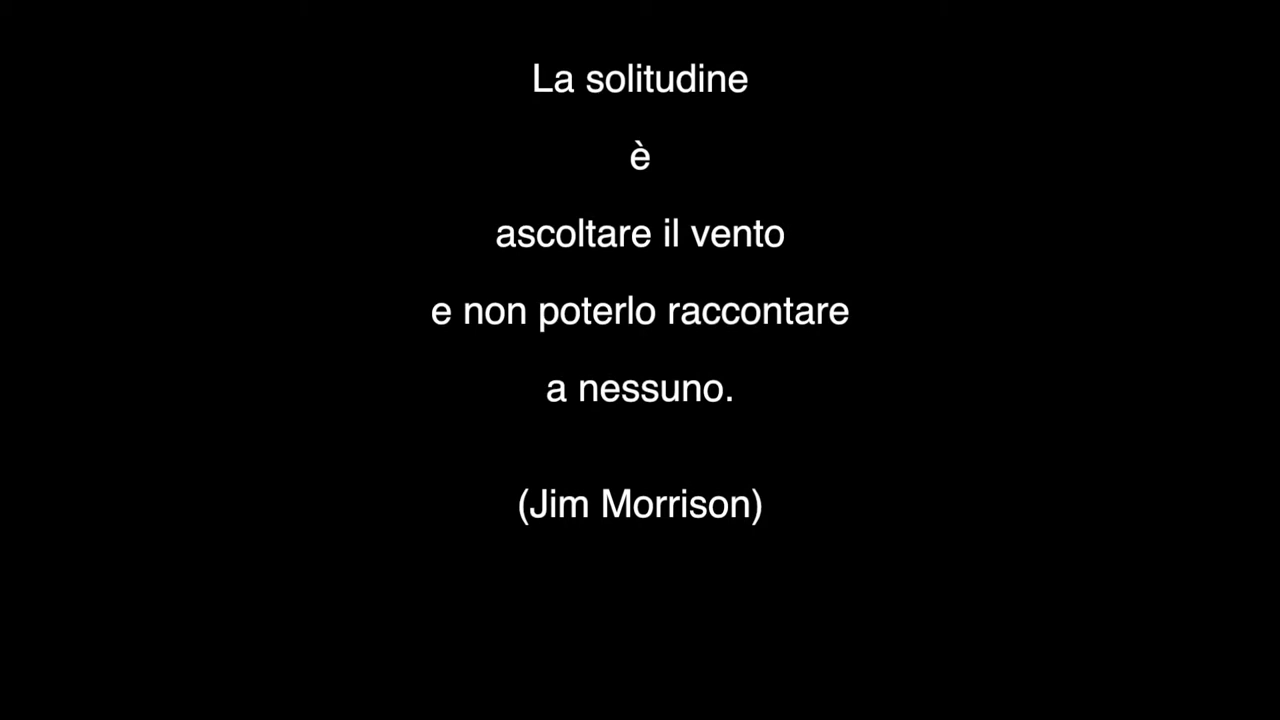 La solitudine
è
ascoltare il vento
e non poterlo raccontare
a nessuno.
(Jim Morrison)